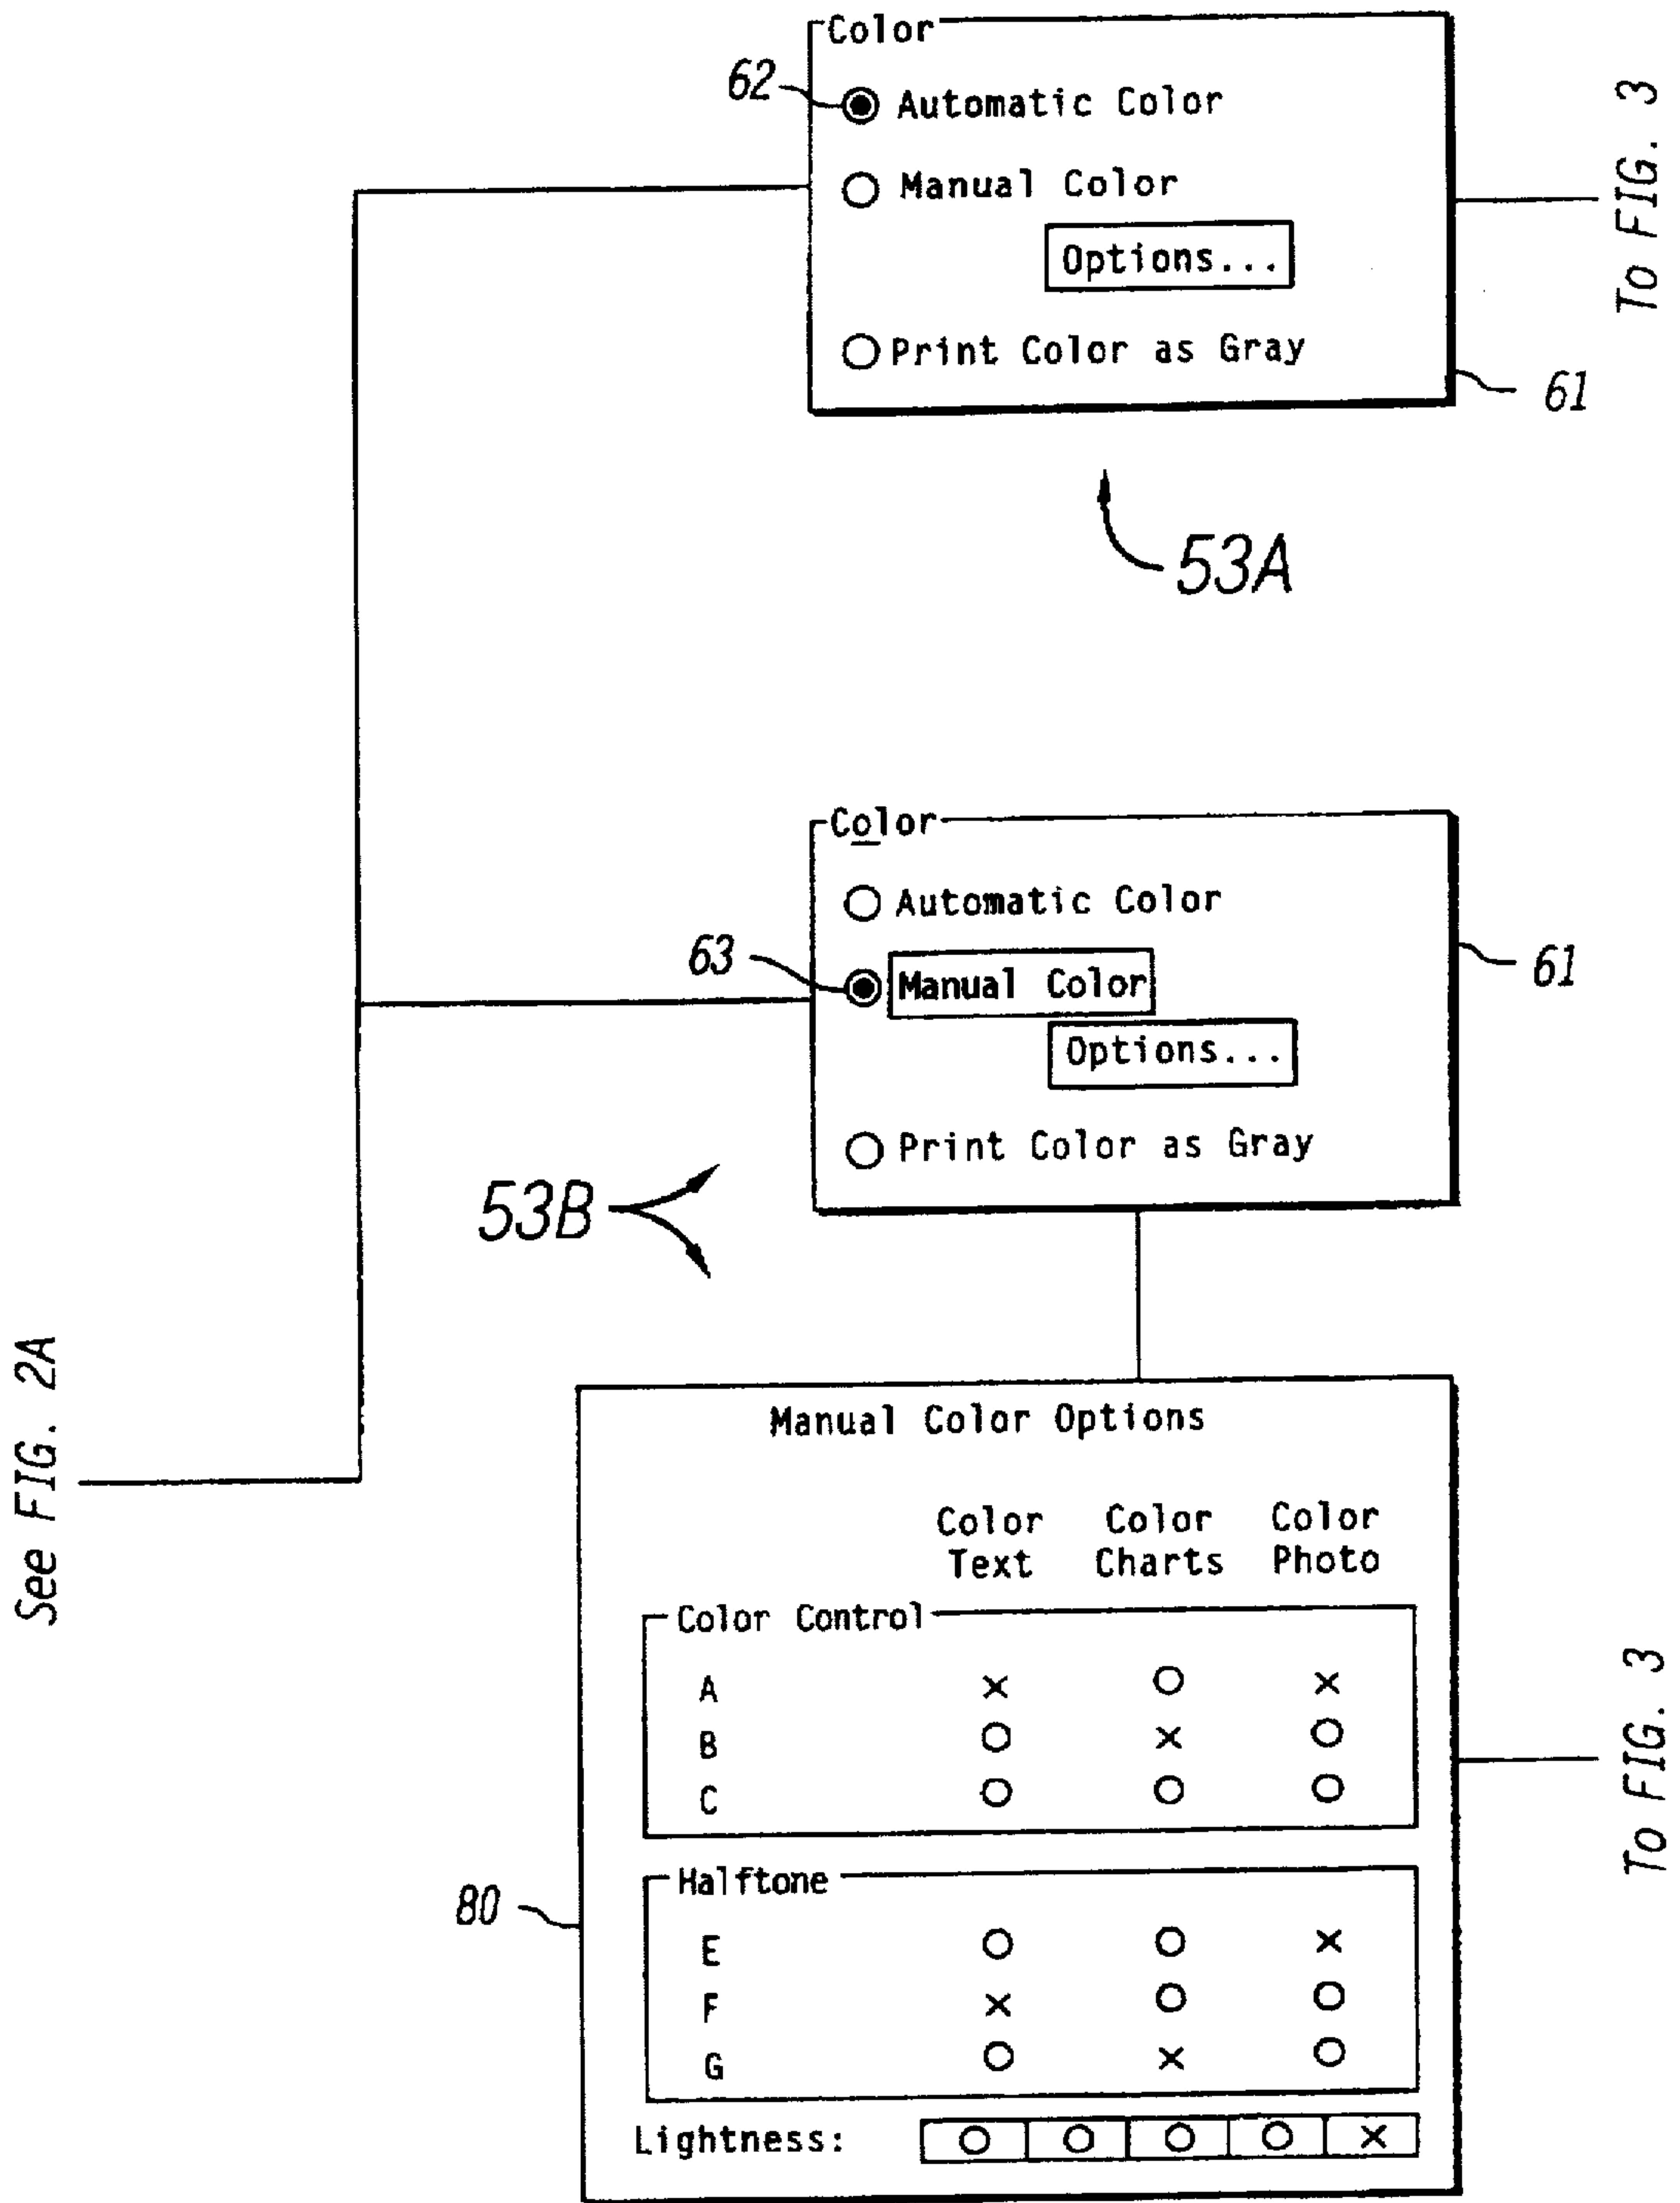 Color
62
Automatic Color
Manual Color
Options...
Print Color as Gray
61
To FIG. 3
53A
Color
Automatic Color
63
Manual Color
61
Options...
Print Color as Gray
53B
See FIG. 2A
Manual Color Options
Color Color Color
Text Charts Photo
Color Control
A X O X
B O X O
C O O O
To FIG. 3
80
Halftone
E O O X
F X O O
G O X O
Lightness: O O O O X